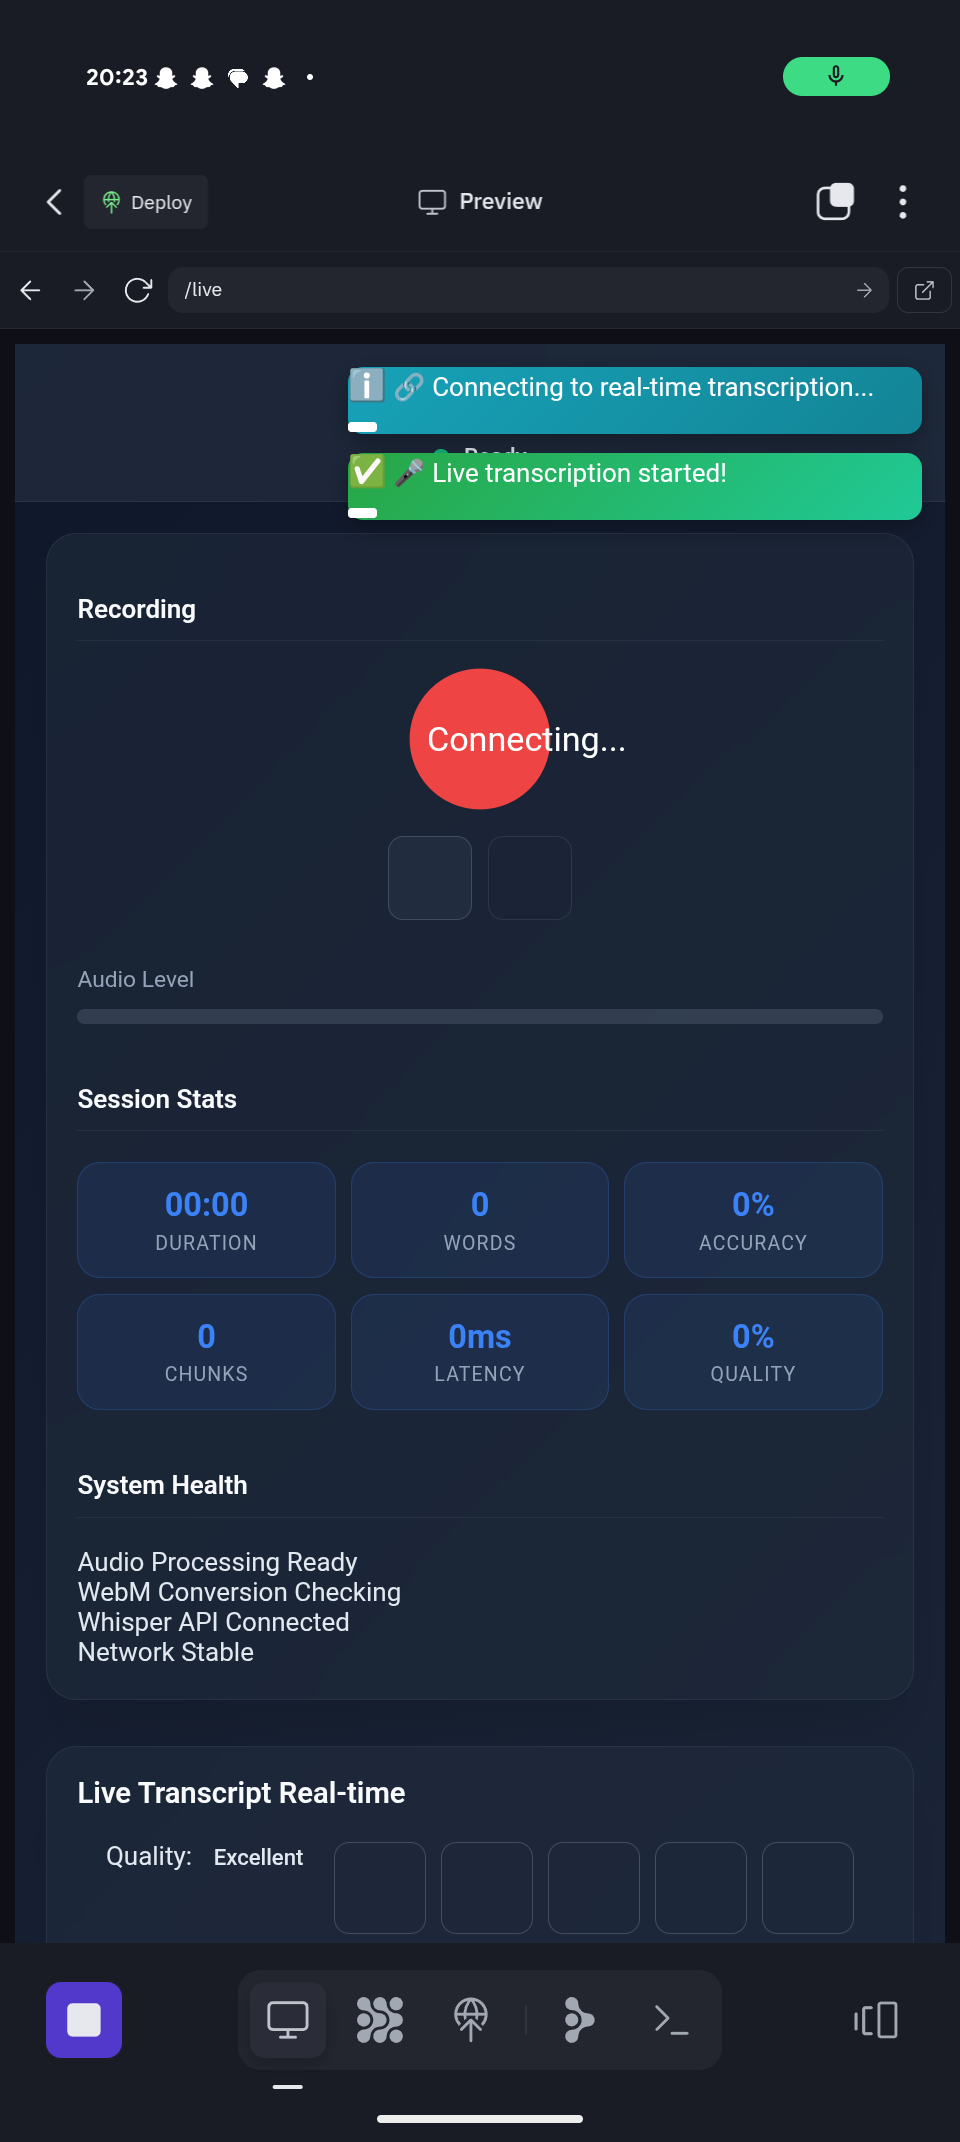 20:23
Deploy
Preview
/live
Connecting to real-time transcription...
Live transcription started!
Recording
Connecting...
Audio Level
Session Stats
00:00
DURATION
0
WORDS
0%
ACCURACY
0
CHUNKS
0ms
LATENCY
0%
QUALITY
System Health
Audio Processing Ready
WebM Conversion Checking
Whisper API Connected
Network Stable
Live Transcript Real-time
Quality: Excellent